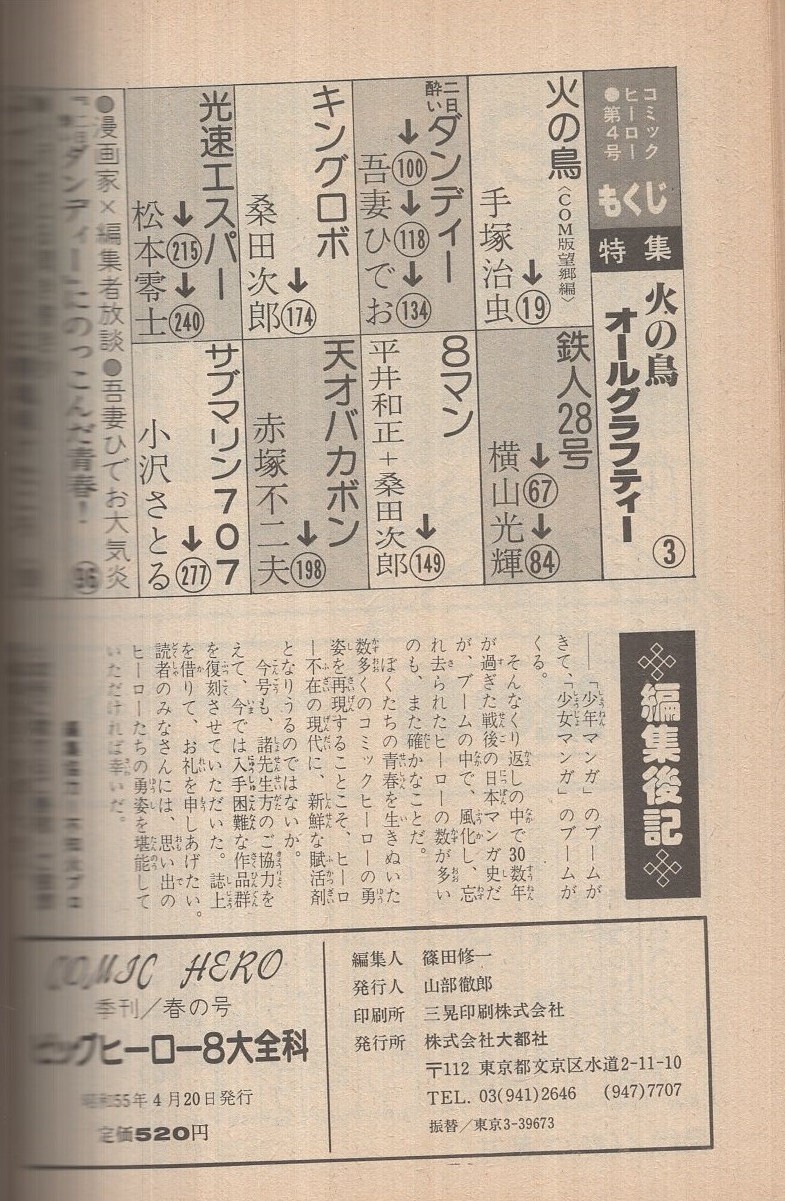 コミック
ヒーロー
●第4号
もくじ
特集
火の鳥
オールグラフティー
③
火の鳥〈COM版望郷編〉
手塚治虫
↓⑲
鉄人28号
横山光輝
↓67↓84
二日酔いダンディー
吾妻ひでお
↓100↓118↓134
8マン
平井和正+桑田次郎
↓149
キングロボ
桑田次郎
↓174
天オバカボン
赤塚不二夫
↓198
光速エスパー
松本零士
↓215↓240
サブマリン707
小沢さとる
↓277
●漫画家×編集者放談●吾妻ひでお大気炎
ダンディーにのっこんだ青春!
編集後記
――「少年マンガ」のブームが
きて、「少女マンガ」のブームが
くる。
そんなくり返しの中で30数年
が過ぎた戦後の日本マンガ史だ
が、ブームの中で、風化し、忘
れ去られたヒーローの数が多い
のも、また確かなことだ。
ぼくたちの青春を生きぬいた
数多くのコミックヒーローの勇
姿を再現することこそ、ヒーロ
ー不在の現代に、新鮮な賦活剤
となりうるのではないか。
今号も、諸先生方のご協力を
えて、今では入手困難な作品群
を復刻させていただいた。誌上
を借りて、お礼を申しあげたい。
読者のみなさんには、思い出の
ヒーローたちの勇姿を堪能して
いただければ幸いだ。
COMIC HERO
季刊/春の号
ビッグヒーロー8大全科
昭和55年4月20日発行
定価520円
編集人 篠田修一
発行人 山部徹郎
印刷所 三晃印刷株式会社
発行所 株式会社大都社
〒112 東京都文京区水道2-11-10
TEL. 03(941)2646 (947)7707
振替/東京3-39673